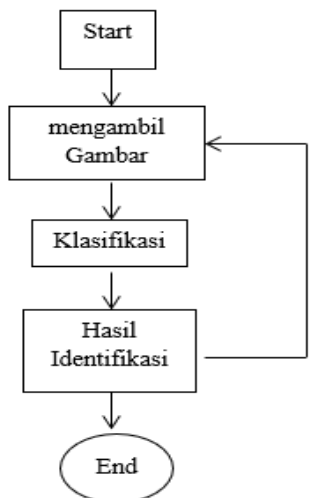 Start
mengambil
Gambar
Klasifikasi
Hasil
Identifikasi
End